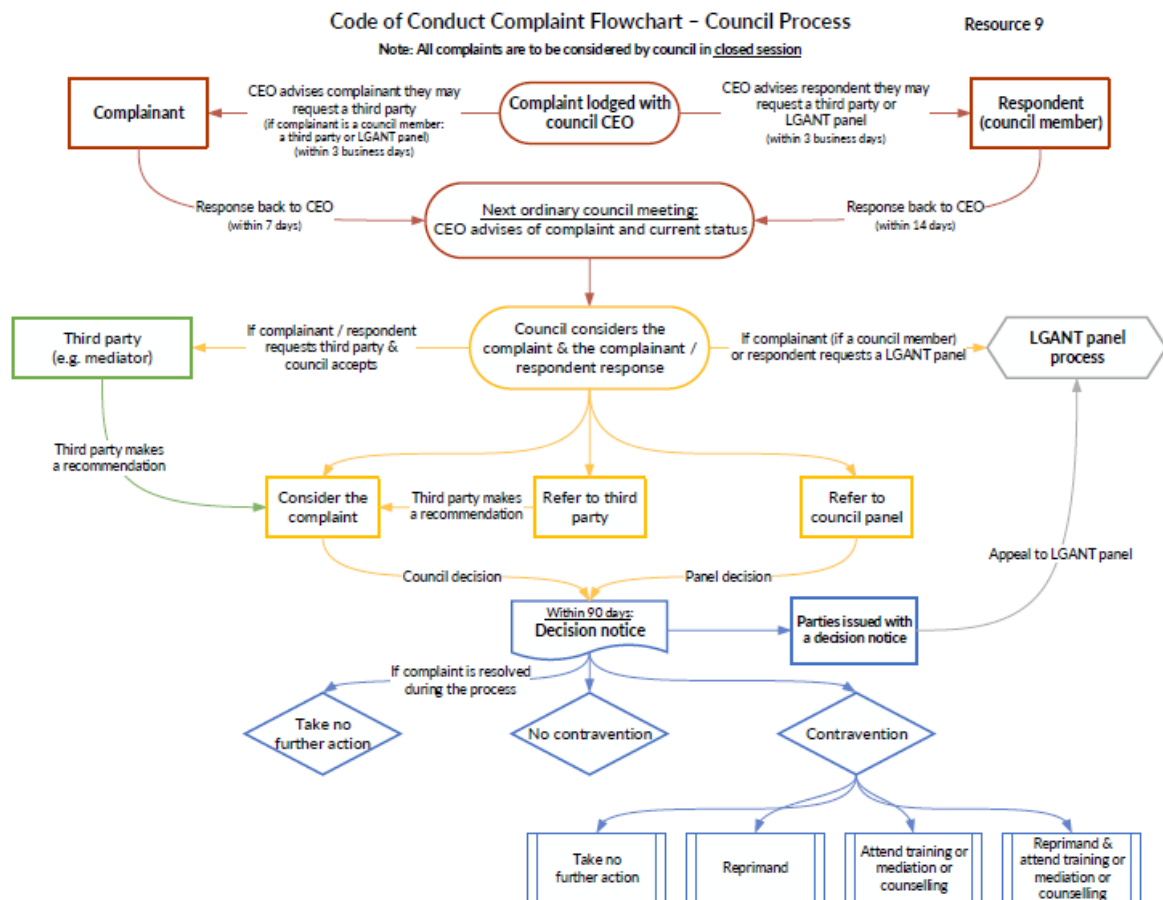 Code of Conduct Complaint Flowchart – Council Process
Resource 9
Note: All complaints are to be considered by council in closed session
Complainant
CEO advises complainant they may
request a third party
(if complainant is a council member:
a third party or LGANT panel)
(within 3 business days)
Complaint lodged with
council CEO
CEO advises respondent they may
request a third party or
LGANT panel
(within 3 business days)
Respondent
(council member)
Response back to CEO
(within 7 days)
Next ordinary council meeting:
CEO advises of complaint and current status
Response back to CEO
(within 14 days)
Third party
(e.g. mediator)
If complainant / respondent
requests third party &
council accepts
Council considers the
complaint & the complainant /
respondent response
If complainant (if a council member)
or respondent requests a LGANT panel
LGANT panel
process
Third party makes
a recommendation
Consider the
complaint
Third party makes
a recommendation
Refer to third
party
Refer to
council panel
Appeal to LGANT panel
Council decision
Panel decision
Within 90 days:
Decision notice
Parties issued with
a decision notice
If complaint is resolved
during the process
Take no
further action
No contravention
Contravention
Take no
further action
Reprimand
Attend training or
mediation or
counselling
Reprimand &
attend training or
mediation or
counselling